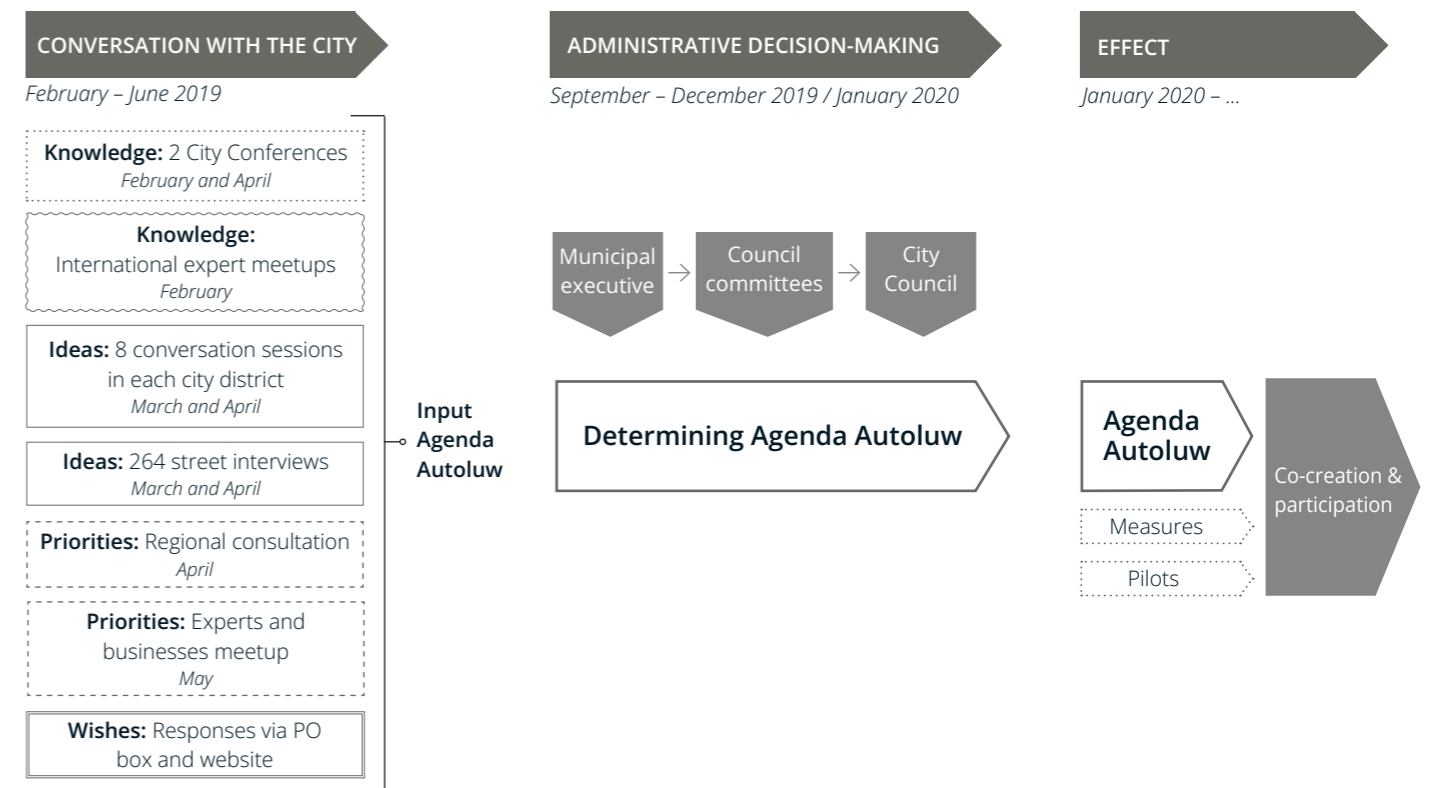 CONVERSATION WITH THE CITY
February – June 2019
Knowledge: 2 City Conferences
February and April
Knowledge:
International expert meetups
February
Ideas: 8 conversation sessions
in each city district
March and April
Ideas: 264 street interviews
March and April
Priorities: Regional consultation
April
Priorities: Experts and
businesses meetup
May
Wishes: Responses via PO
box and website
Input
Agenda
Autoluw
ADMINISTRATIVE DECISION-MAKING
September – December 2019 / January 2020
Municipal
executive
Council
committees
City
Council
Determining Agenda Autoluw
EFFECT
January 2020 – ...
Agenda
Autoluw
Measures
Pilots
Co-creation &
participation